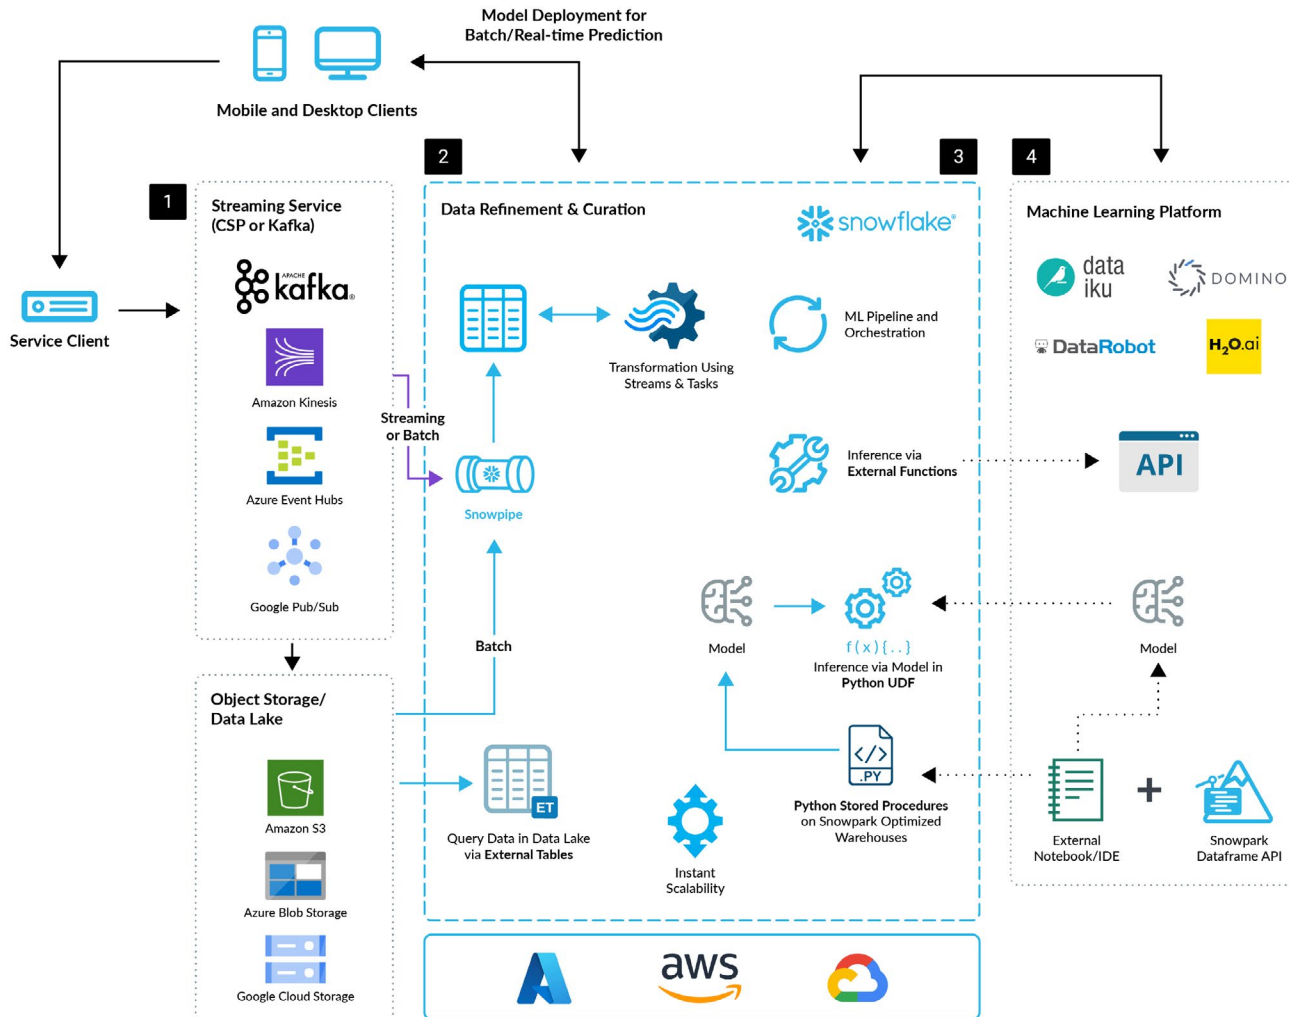 Model Deployment for
Batch/Real-time Prediction
Mobile and Desktop Clients
1
2
3
4
Streaming Service
(CSP or Kafka)
APACHE
kafka®
Amazon Kinesis
Azure Event Hubs
Google Pub/Sub
Service Client
Streaming
or Batch
Data Refinement & Curation
snowflake®
Transformation Using
Streams & Tasks
ML Pipeline and
Orchestration
Snowpipe
Inference via
External Functions
Batch
Model
f(x){..}
Inference via Model in
Python UDF
</>
.PY
Python Stored Procedures
on Snowpark Optimized
Warehouses
ET
Query Data in Data Lake
via External Tables
Instant
Scalability
Object Storage/
Data Lake
Amazon S3
Azure Blob Storage
Google Cloud Storage
aws
Machine Learning Platform
data
iku
DOMINO
DataRobot
H2O.ai
API
Model
External
Notebook/IDE
+
Snowpark
Dataframe API